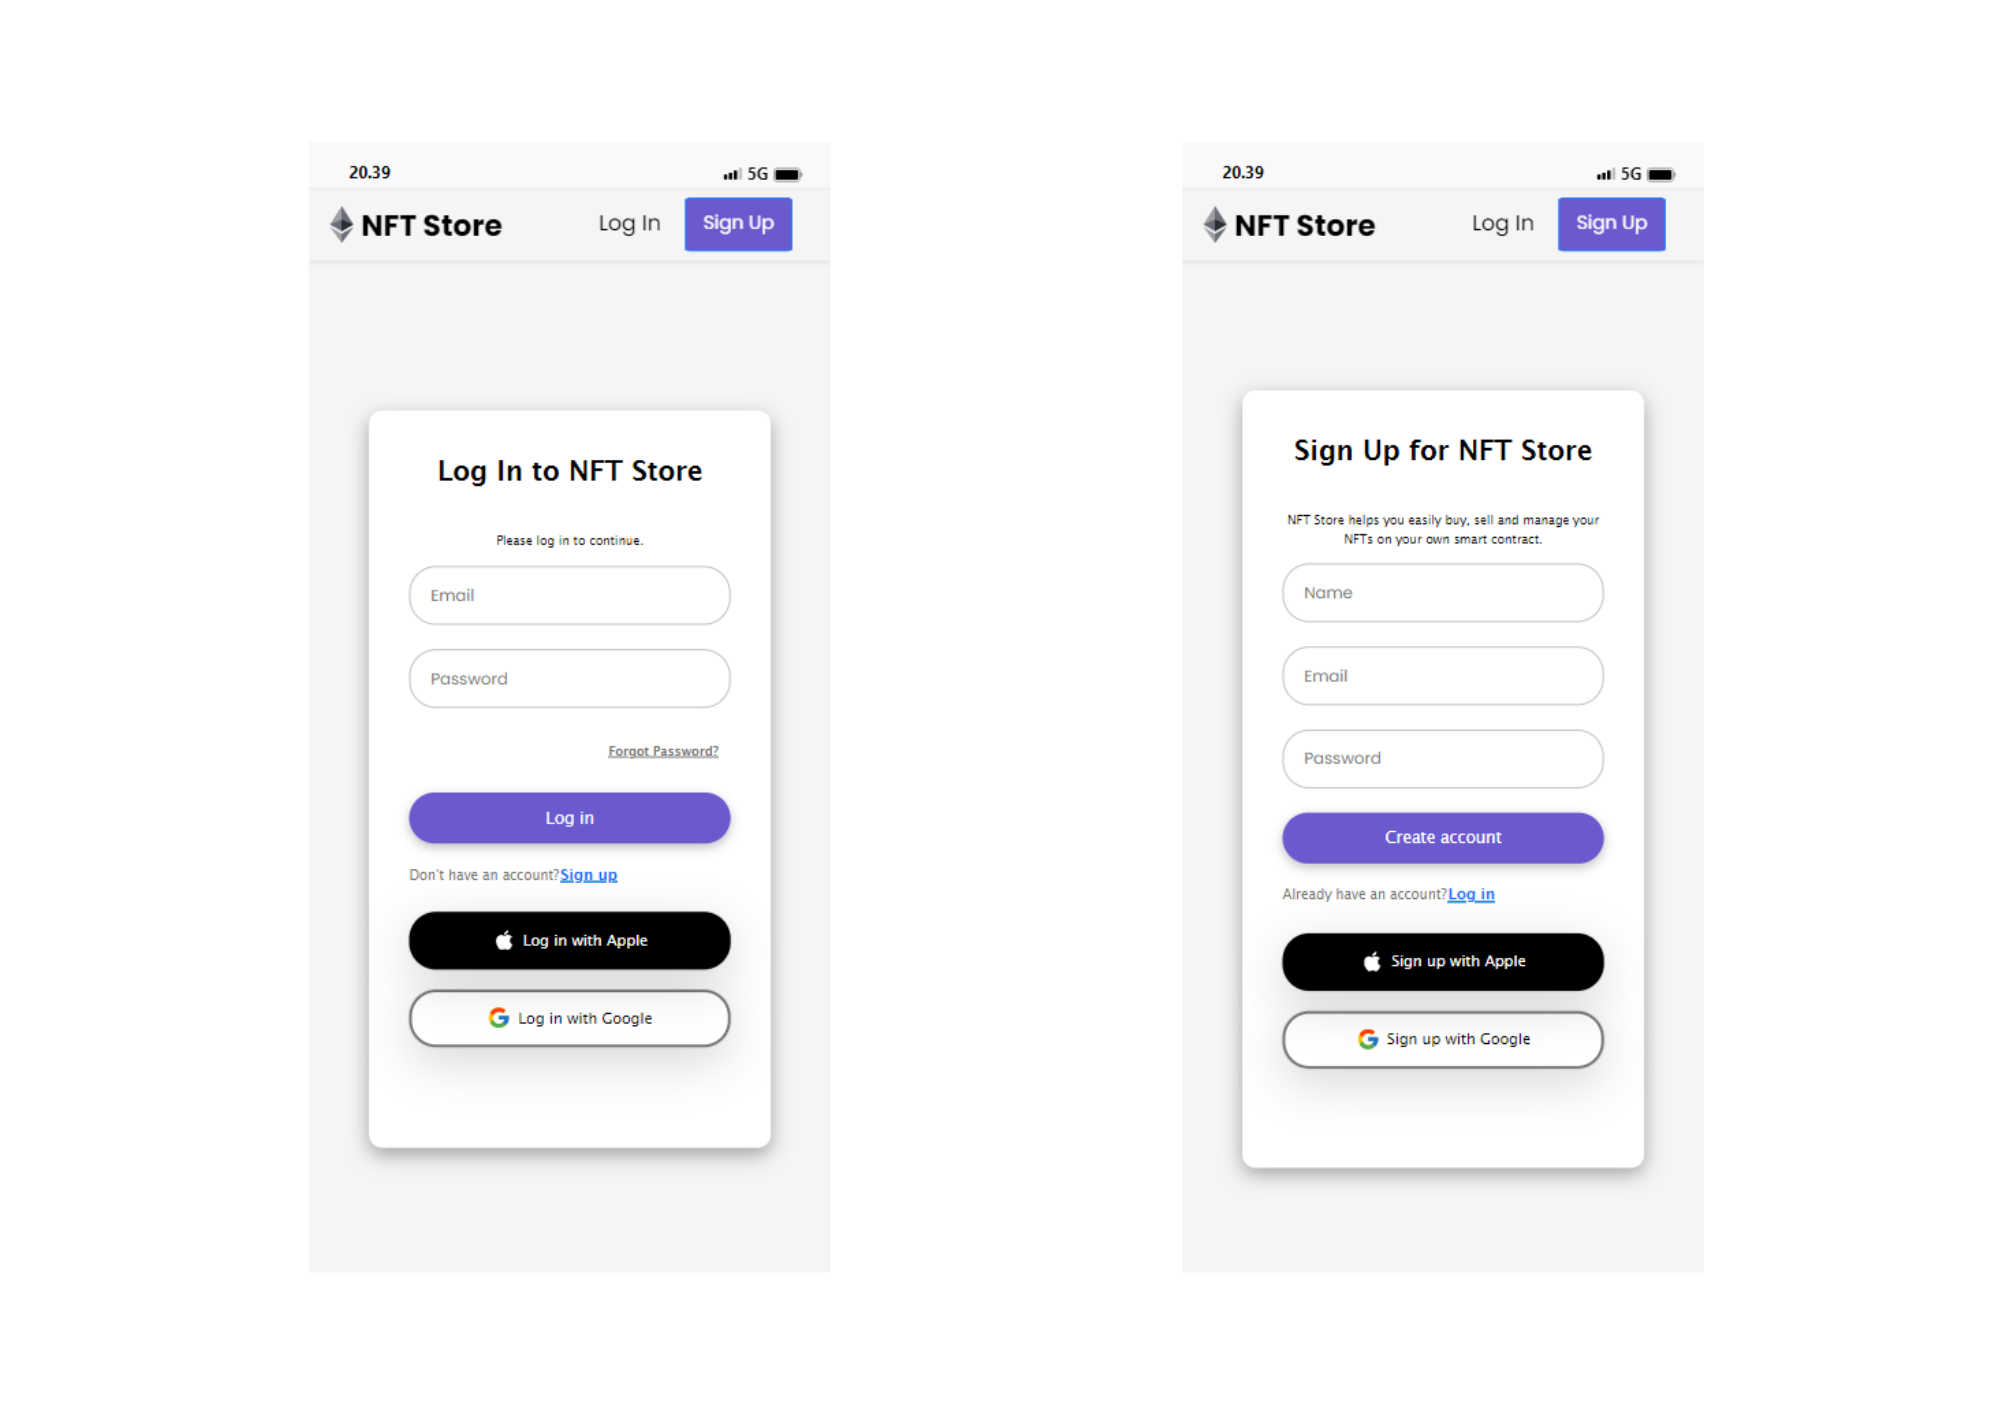 20.39
5G
NFT Store
Log In
Sign Up
Log In to NFT Store
Please log in to continue.
Email
Password
Forgot Password?
Log in
Don't have an account?Sign up
Log in with Apple
Log in with Google
20.39
5G
NFT Store
Log In
Sign Up
Sign Up for NFT Store
NFT Store helps you easily buy, sell and manage your
NFTs on your own smart contract.
Name
Email
Password
Create account
Already have an account?Log in
Sign up with Apple
Sign up with Google